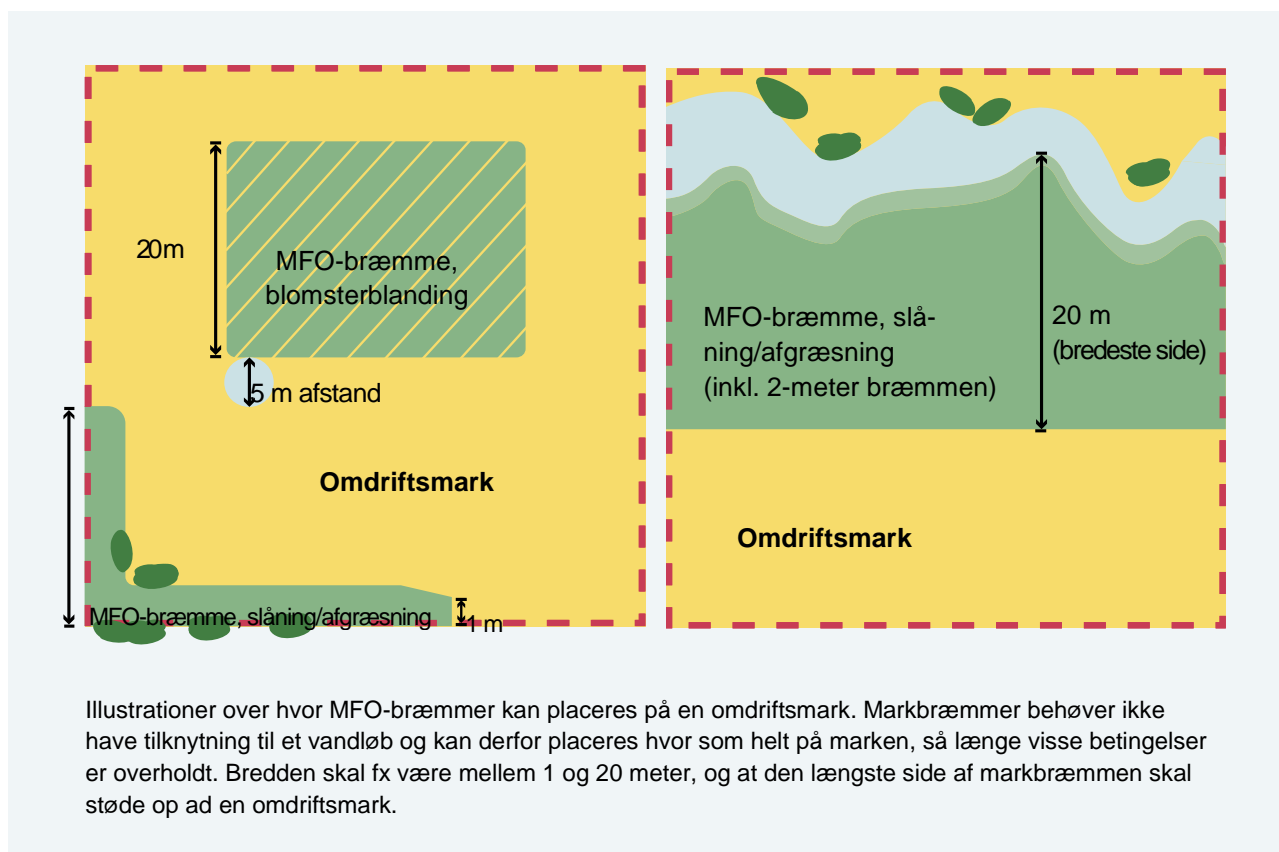 20m
MFO-bræmme,
blomsterblanding
5 m afstand
Omdriftsmark
MFO-bræmme, slåning/afgræsning
1 m
MFO-bræmme, slå-
ning/afgræsning
(inkl. 2-meter bræmmen)
20 m
(bredeste side)
Omdriftsmark
Illustrationer over hvor MFO-bræmmer kan placeres på en omdriftsmark. Markbræmmer behøver ikke
have tilknytning til et vandløb og kan derfor placeres hvor som helst på marken, så længe visse betingelser
er overholdt. Bredden skal fx være mellem 1 og 20 meter, og at den længste side af markbræmmen skal
støde op ad en omdriftsmark.